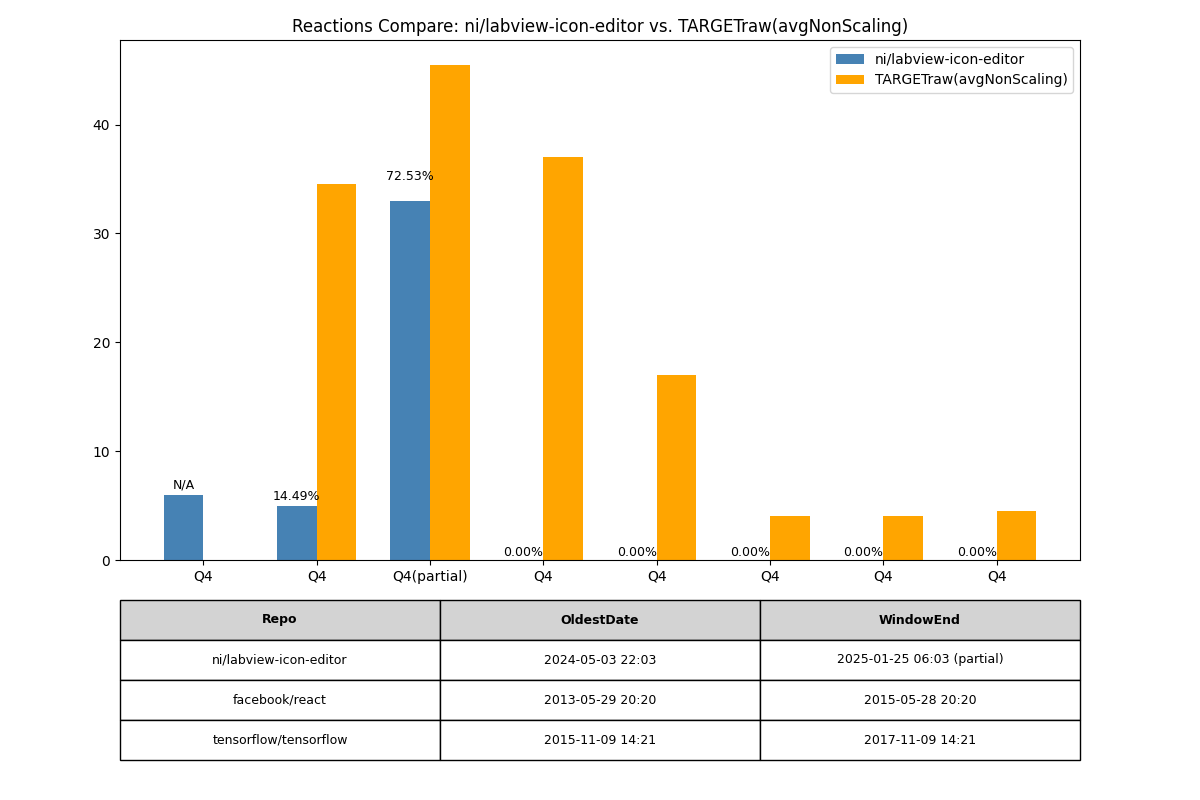 Reactions Compare: ni/labview-icon-editor vs. TARGETraw(avgNonScaling)
ni/labview-icon-editor
TARGETraw(avgNonScaling)
40
30
20
10
0
N/A
14.49%
72.53%
0.00%
0.00%
0.00%
0.00%
0.00%
Q4 Q4 Q4(partial) Q4 Q4 Q4 Q4 Q4
Repo OldestDate WindowEnd
ni/labview-icon-editor 2024-05-03 22:03 2025-01-25 06:03 (partial)
facebook/react 2013-05-29 20:20 2015-05-28 20:20
tensorflow/tensorflow 2015-11-09 14:21 2017-11-09 14:21